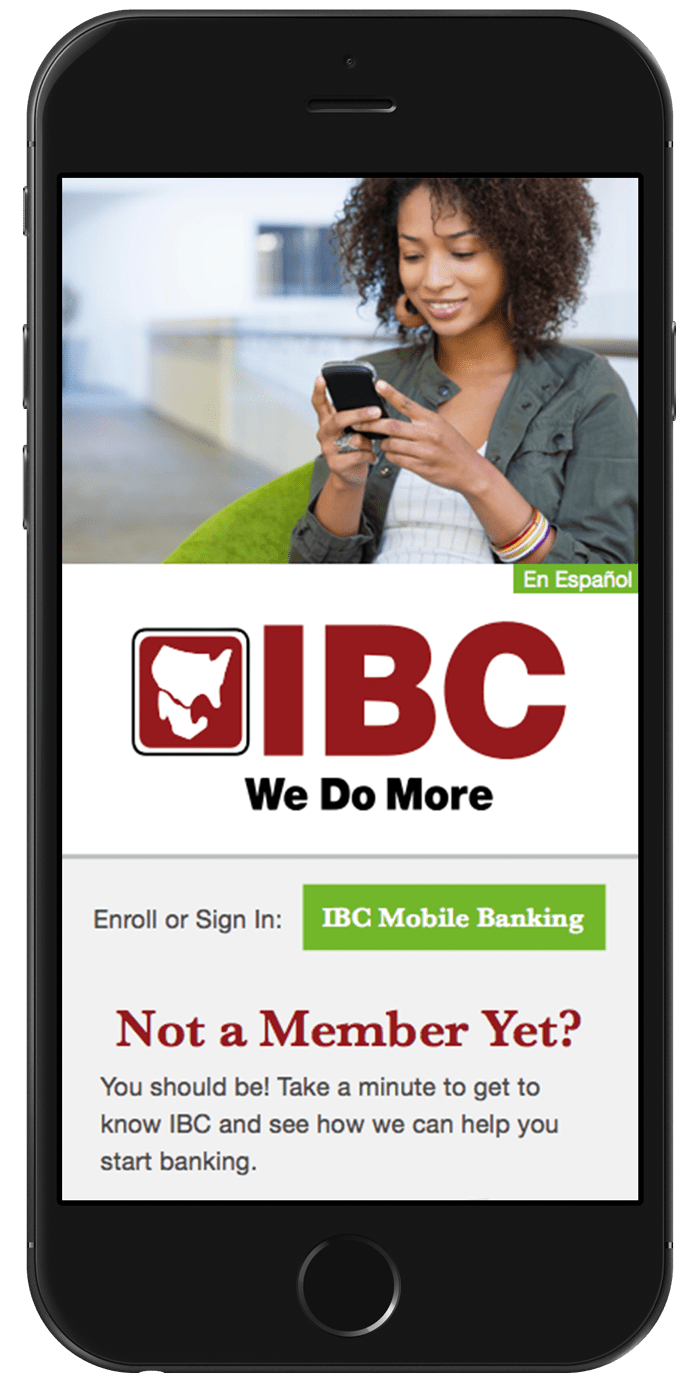 En Español
IBC
We Do More
Enroll or Sign In: IBC Mobile Banking
Not a Member Yet?
You should be! Take a minute to get to
know IBC and see how we can help you
start banking.